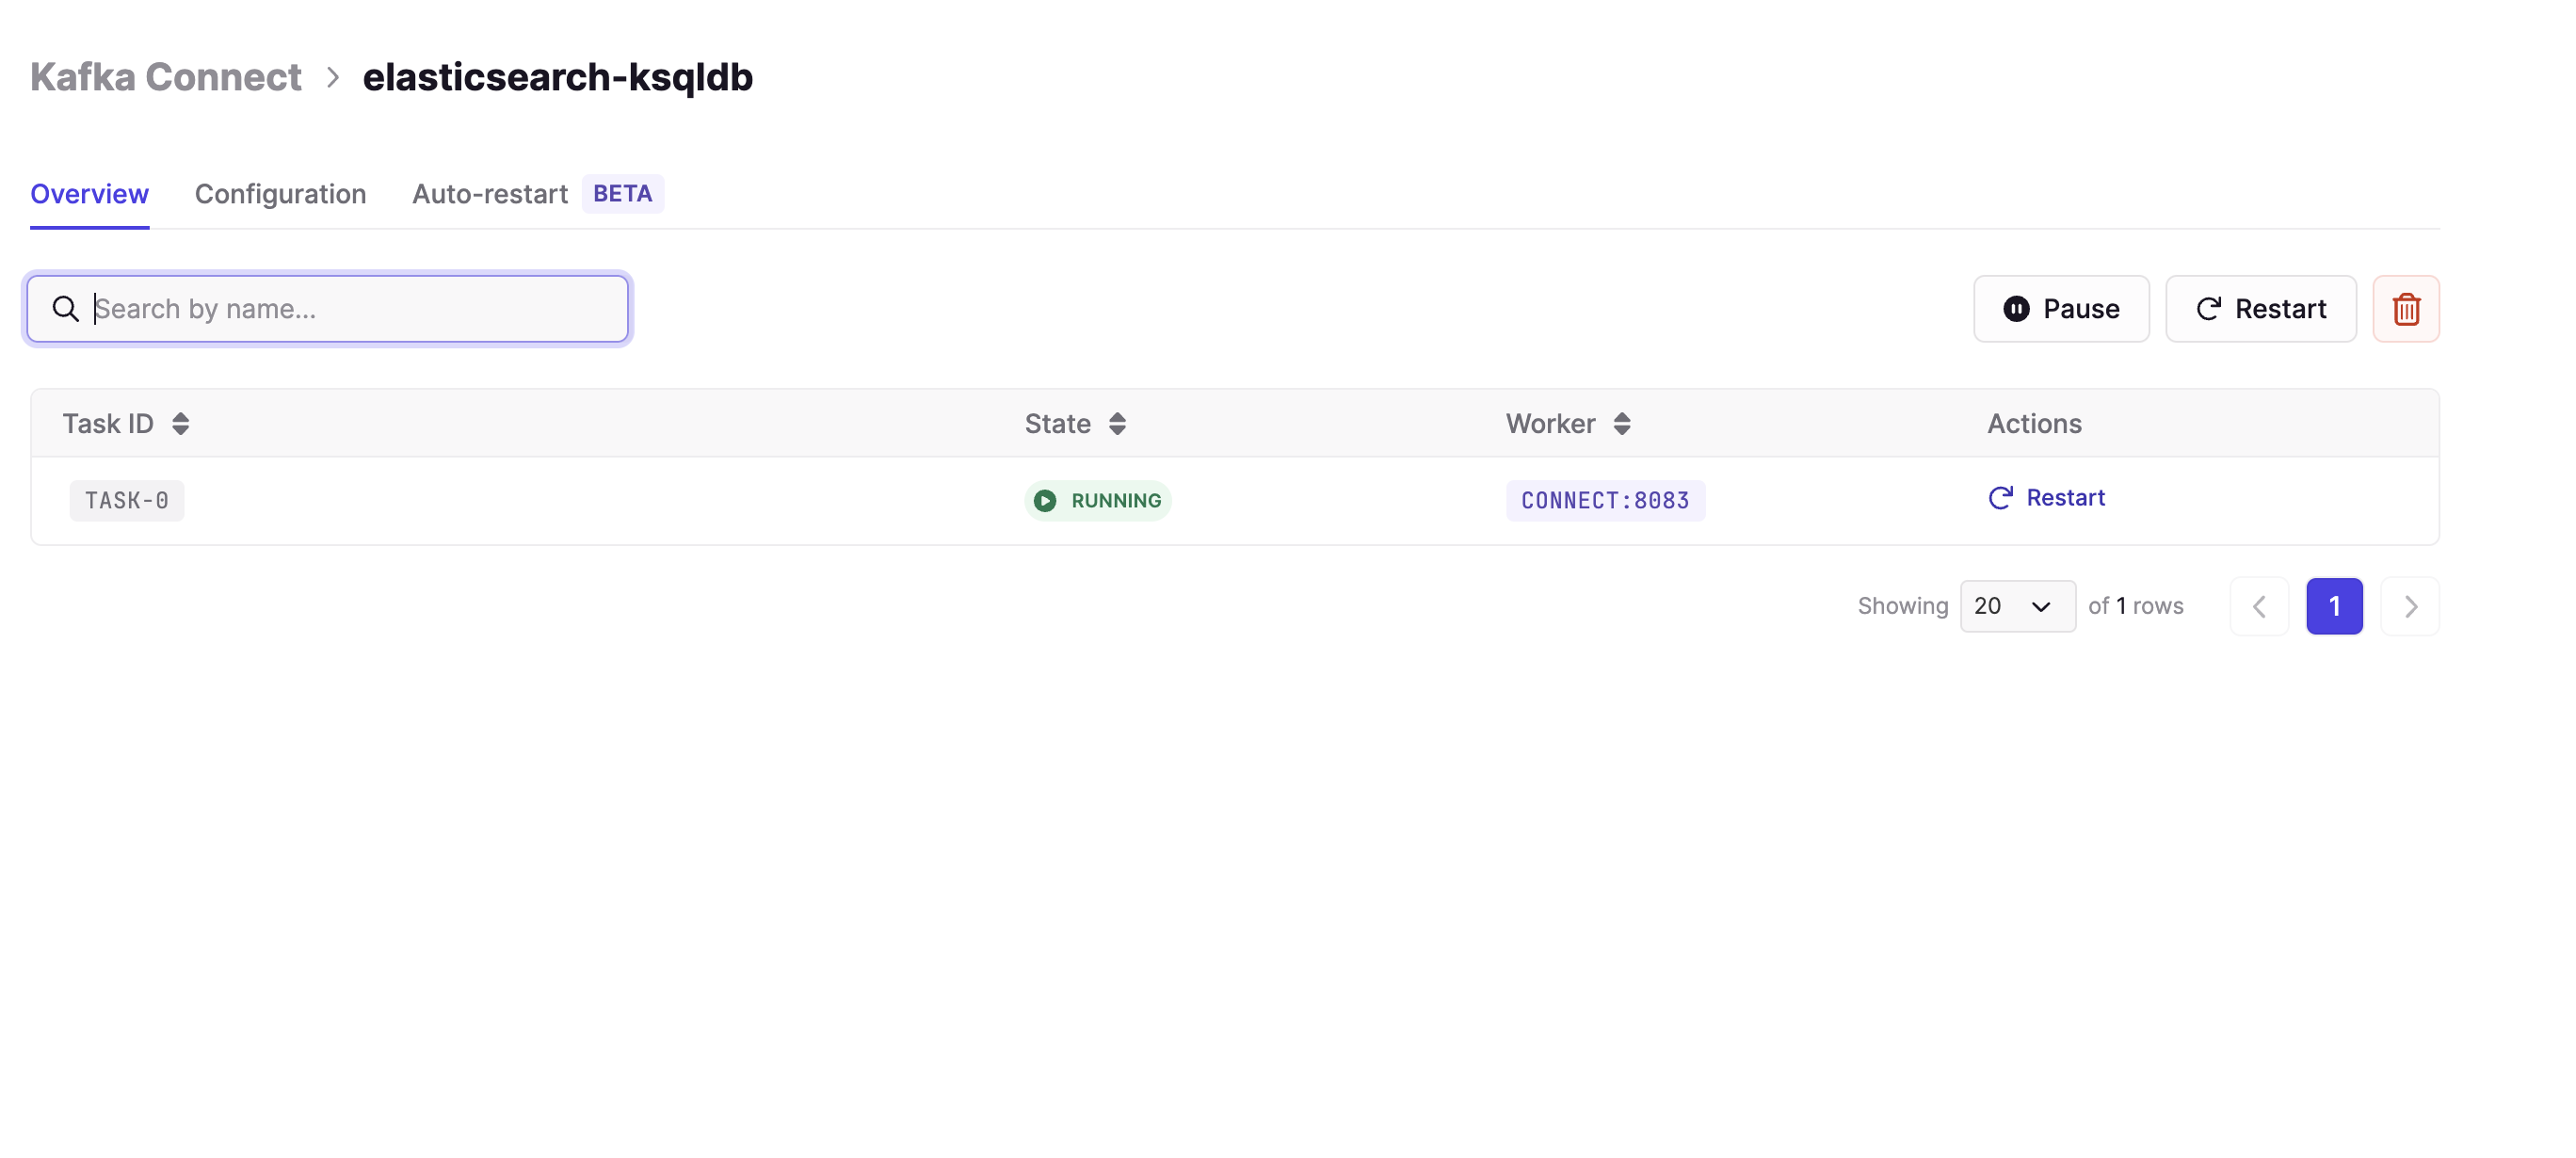 Kafka Connect > elasticsearch-ksqldb
Overview Configuration Auto-restart BETA
Search by name... Pause Restart
Task ID State Worker Actions
TASK-0 RUNNING CONNECT:8083 Restart
Showing 20 of 1 rows 1